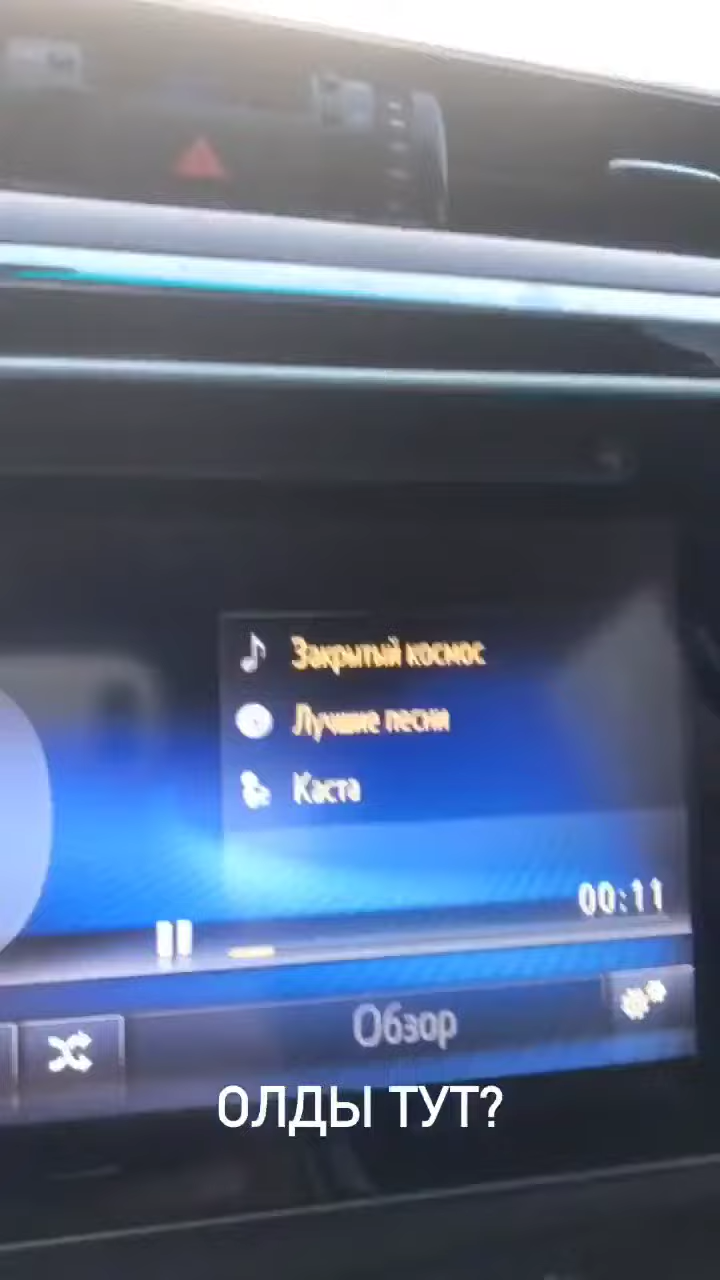 Закрытый космос
Лучшие песни
Каста
00:11
Обзор
ОЛДЫ ТУТ?